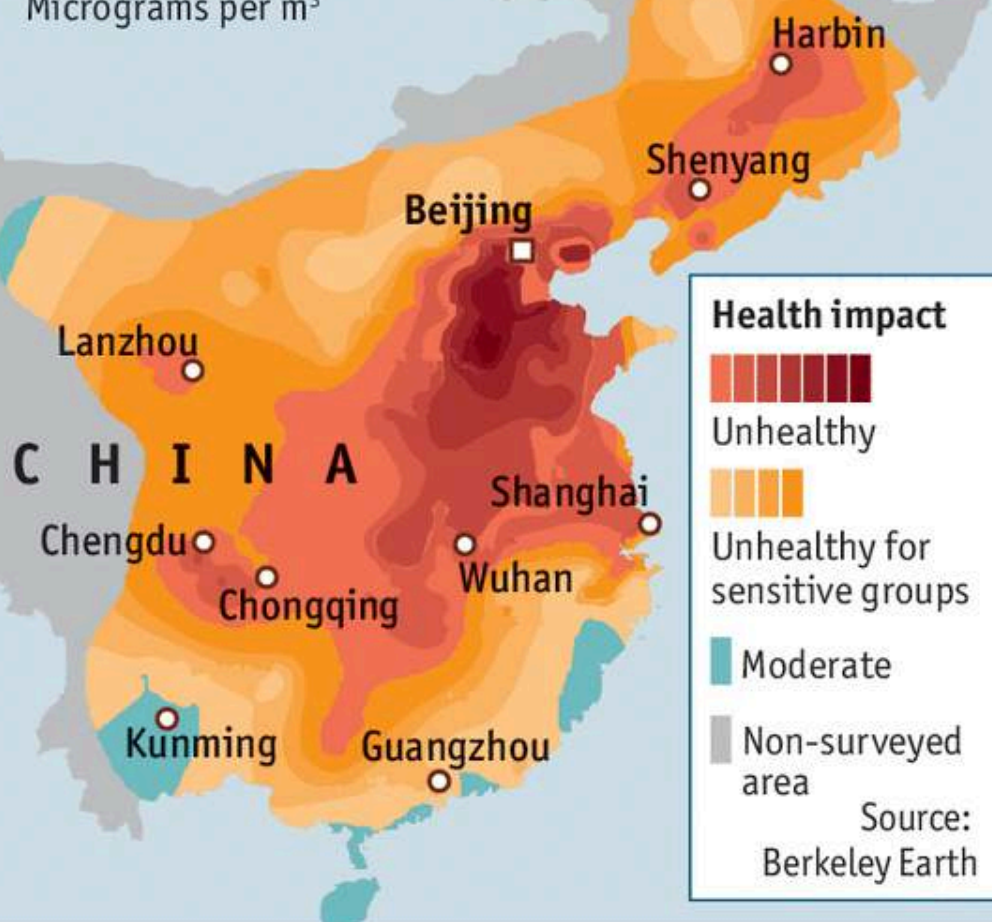 Micrograms per m³
Harbin
Shenyang
Beijing
Lanzhou
CHINA
Shanghai
Chengdu
Wuhan
Chongqing
Kunming
Guangzhou
Health impact
Unhealthy
Unhealthy for
sensitive groups
Moderate
Non-surveyed
area
Source:
Berkeley Earth